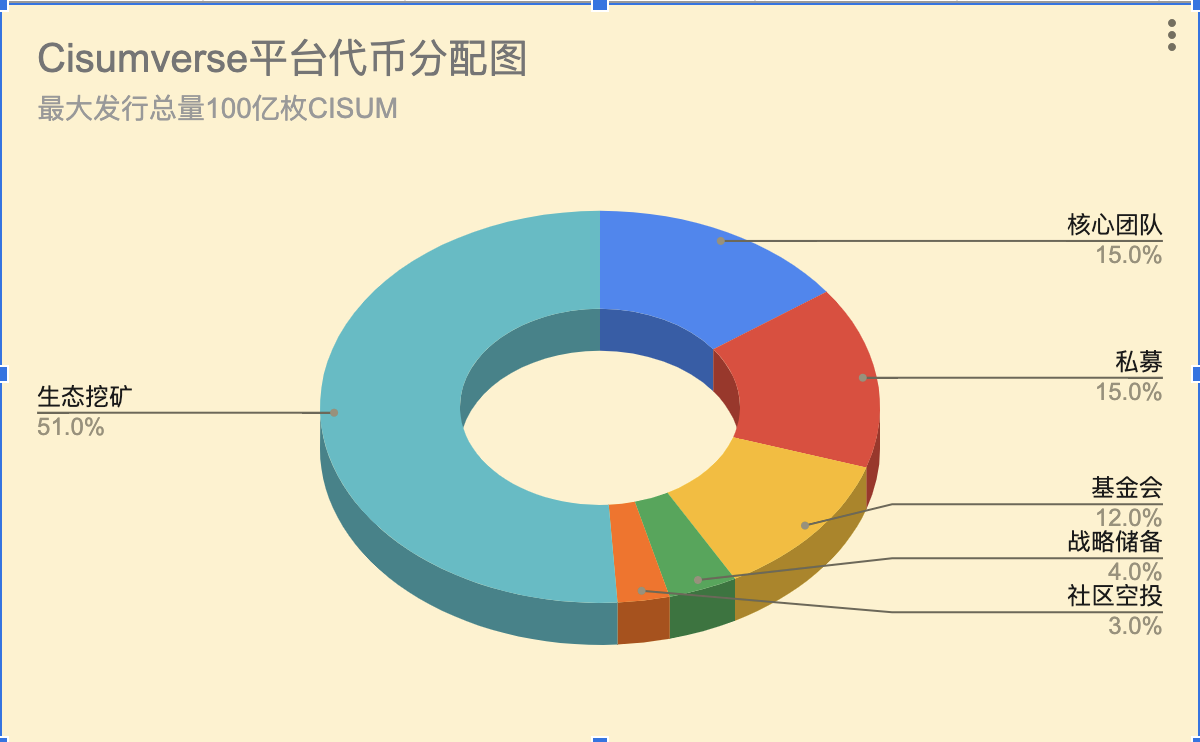 Cisumverse平台代币分配图
最大发行总量100亿枚CISUM
核心团队
15.0%
私募
15.0%
生态挖矿
51.0%
基金会
12.0%
战略储备
4.0%
社区空投
3.0%